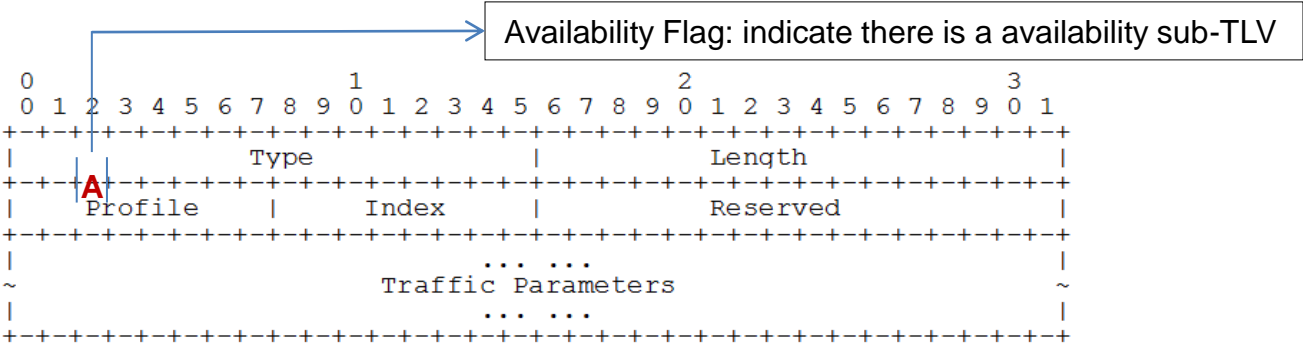 Availability Flag: indicate there is a availability sub-TLV
 0                   1                   2                   3
 0 1 2 3 4 5 6 7 8 9 0 1 2 3 4 5 6 7 8 9 0 1 2 3 4 5 6 7 8 9 0 1
+-+-+-+-+-+-+-+-+-+-+-+-+-+-+-+-+-+-+-+-+-+-+-+-+-+-+-+-+-+-+-+-+
|              Type             |          Length               |
+-+-+A+-+-+-+-+-+-+-+-+-+-+-+-+-+-+-+-+-+-+-+-+-+-+-+-+-+-+-+-+-+
|    Profile    |     Index     |          Reserved             |
+-+-+-+-+-+-+-+-+-+-+-+-+-+-+-+-+-+-+-+-+-+-+-+-+-+-+-+-+-+-+-+-+
|                            ... ...                            |
~                      Traffic Parameters                       ~
|                            ... ...                            |
+-+-+-+-+-+-+-+-+-+-+-+-+-+-+-+-+-+-+-+-+-+-+-+-+-+-+-+-+-+-+-+-+